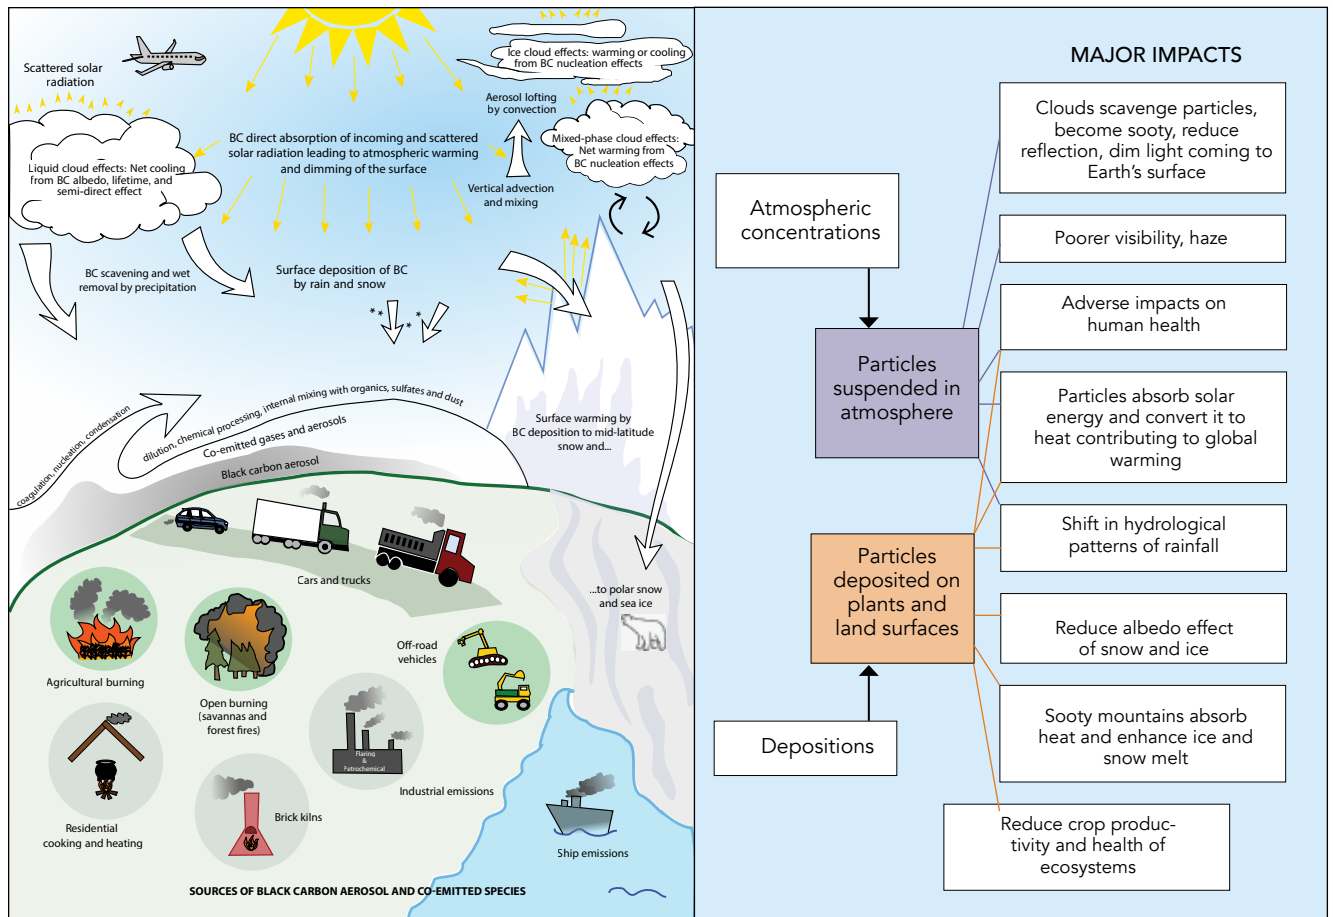 Scattered solar
radiation
Ice cloud effects: warming or cooling
from BC nucleation effects
Aerosol lofting
by convection
BC direct absorption of incoming and scattered
solar radiation leading to atmospheric warming
and dimming of the surface
Mixed-phase cloud effects:
Net warming from
BC nucleation effects
Liquid cloud effects: Net cooling
from BC albedo, lifetime, and
semi-direct effect
Vertical advection
and mixing
BC scavening and wet
removal by precipitation
Surface deposition of BC
by rain and snow
* *
* *
coagulation, nucleation, condensation
dilution, chemical processing, internal mixing with organics, sulfates and dust
Co-emitted gases and aerosols
Black carbon aerosol
Surface warming by
BC deposition to mid-latitude
snow and...
...to polar snow
and sea ice
Cars and trucks
Off-road
vehicles
Agricultural burning
Open burning
(savannas and
forest fires)
Flaring
&
Petrochemical
Industrial emissions
Brick kilns
Residential
cooking and heating
Ship emissions
SOURCES OF BLACK CARBON AEROSOL AND CO-EMITTED SPECIES
MAJOR IMPACTS
Atmospheric
concentrations
Particles
suspended in
atmosphere
Particles
deposited on
plants and
land surfaces
Depositions
Clouds scavenge particles,
become sooty, reduce
reflection, dim light coming to
Earth's surface
Poorer visibility, haze
Adverse impacts on
human health
Particles absorb solar
energy and convert it to
heat contributing to global
warming
Shift in hydrological
patterns of rainfall
Reduce albedo effect
of snow and ice
Sooty mountains absorb
heat and enhance ice and
snow melt
Reduce crop produc-
tivity and health of
ecosystems